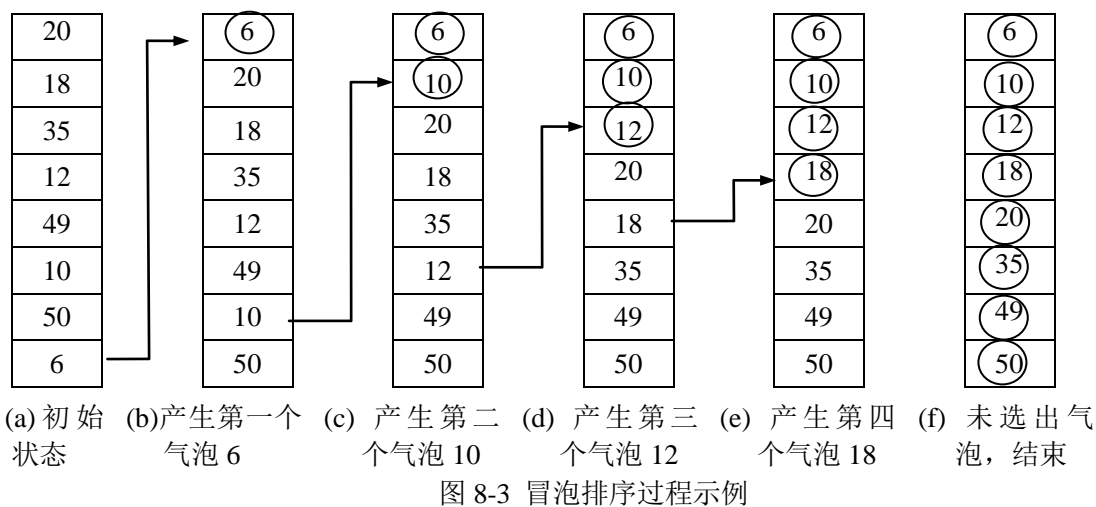 20 6 6 6 6 6
18 20 10 10 10 10
35 18 20 12 12 12
12 35 18 20 18 18
49 12 35 18 20 20
10 49 12 35 35 35
50 10 49 49 49 49
6 50 50 50 50 50
(a) 初始 (b)产生第一个 (c) 产生第二 (d) 产生第三 (e) 产生第四 (f) 未选出气
状态 气泡 6 个气泡 10 个气泡 12 个气泡 18 泡，结束
图 8-3 冒泡排序过程示例